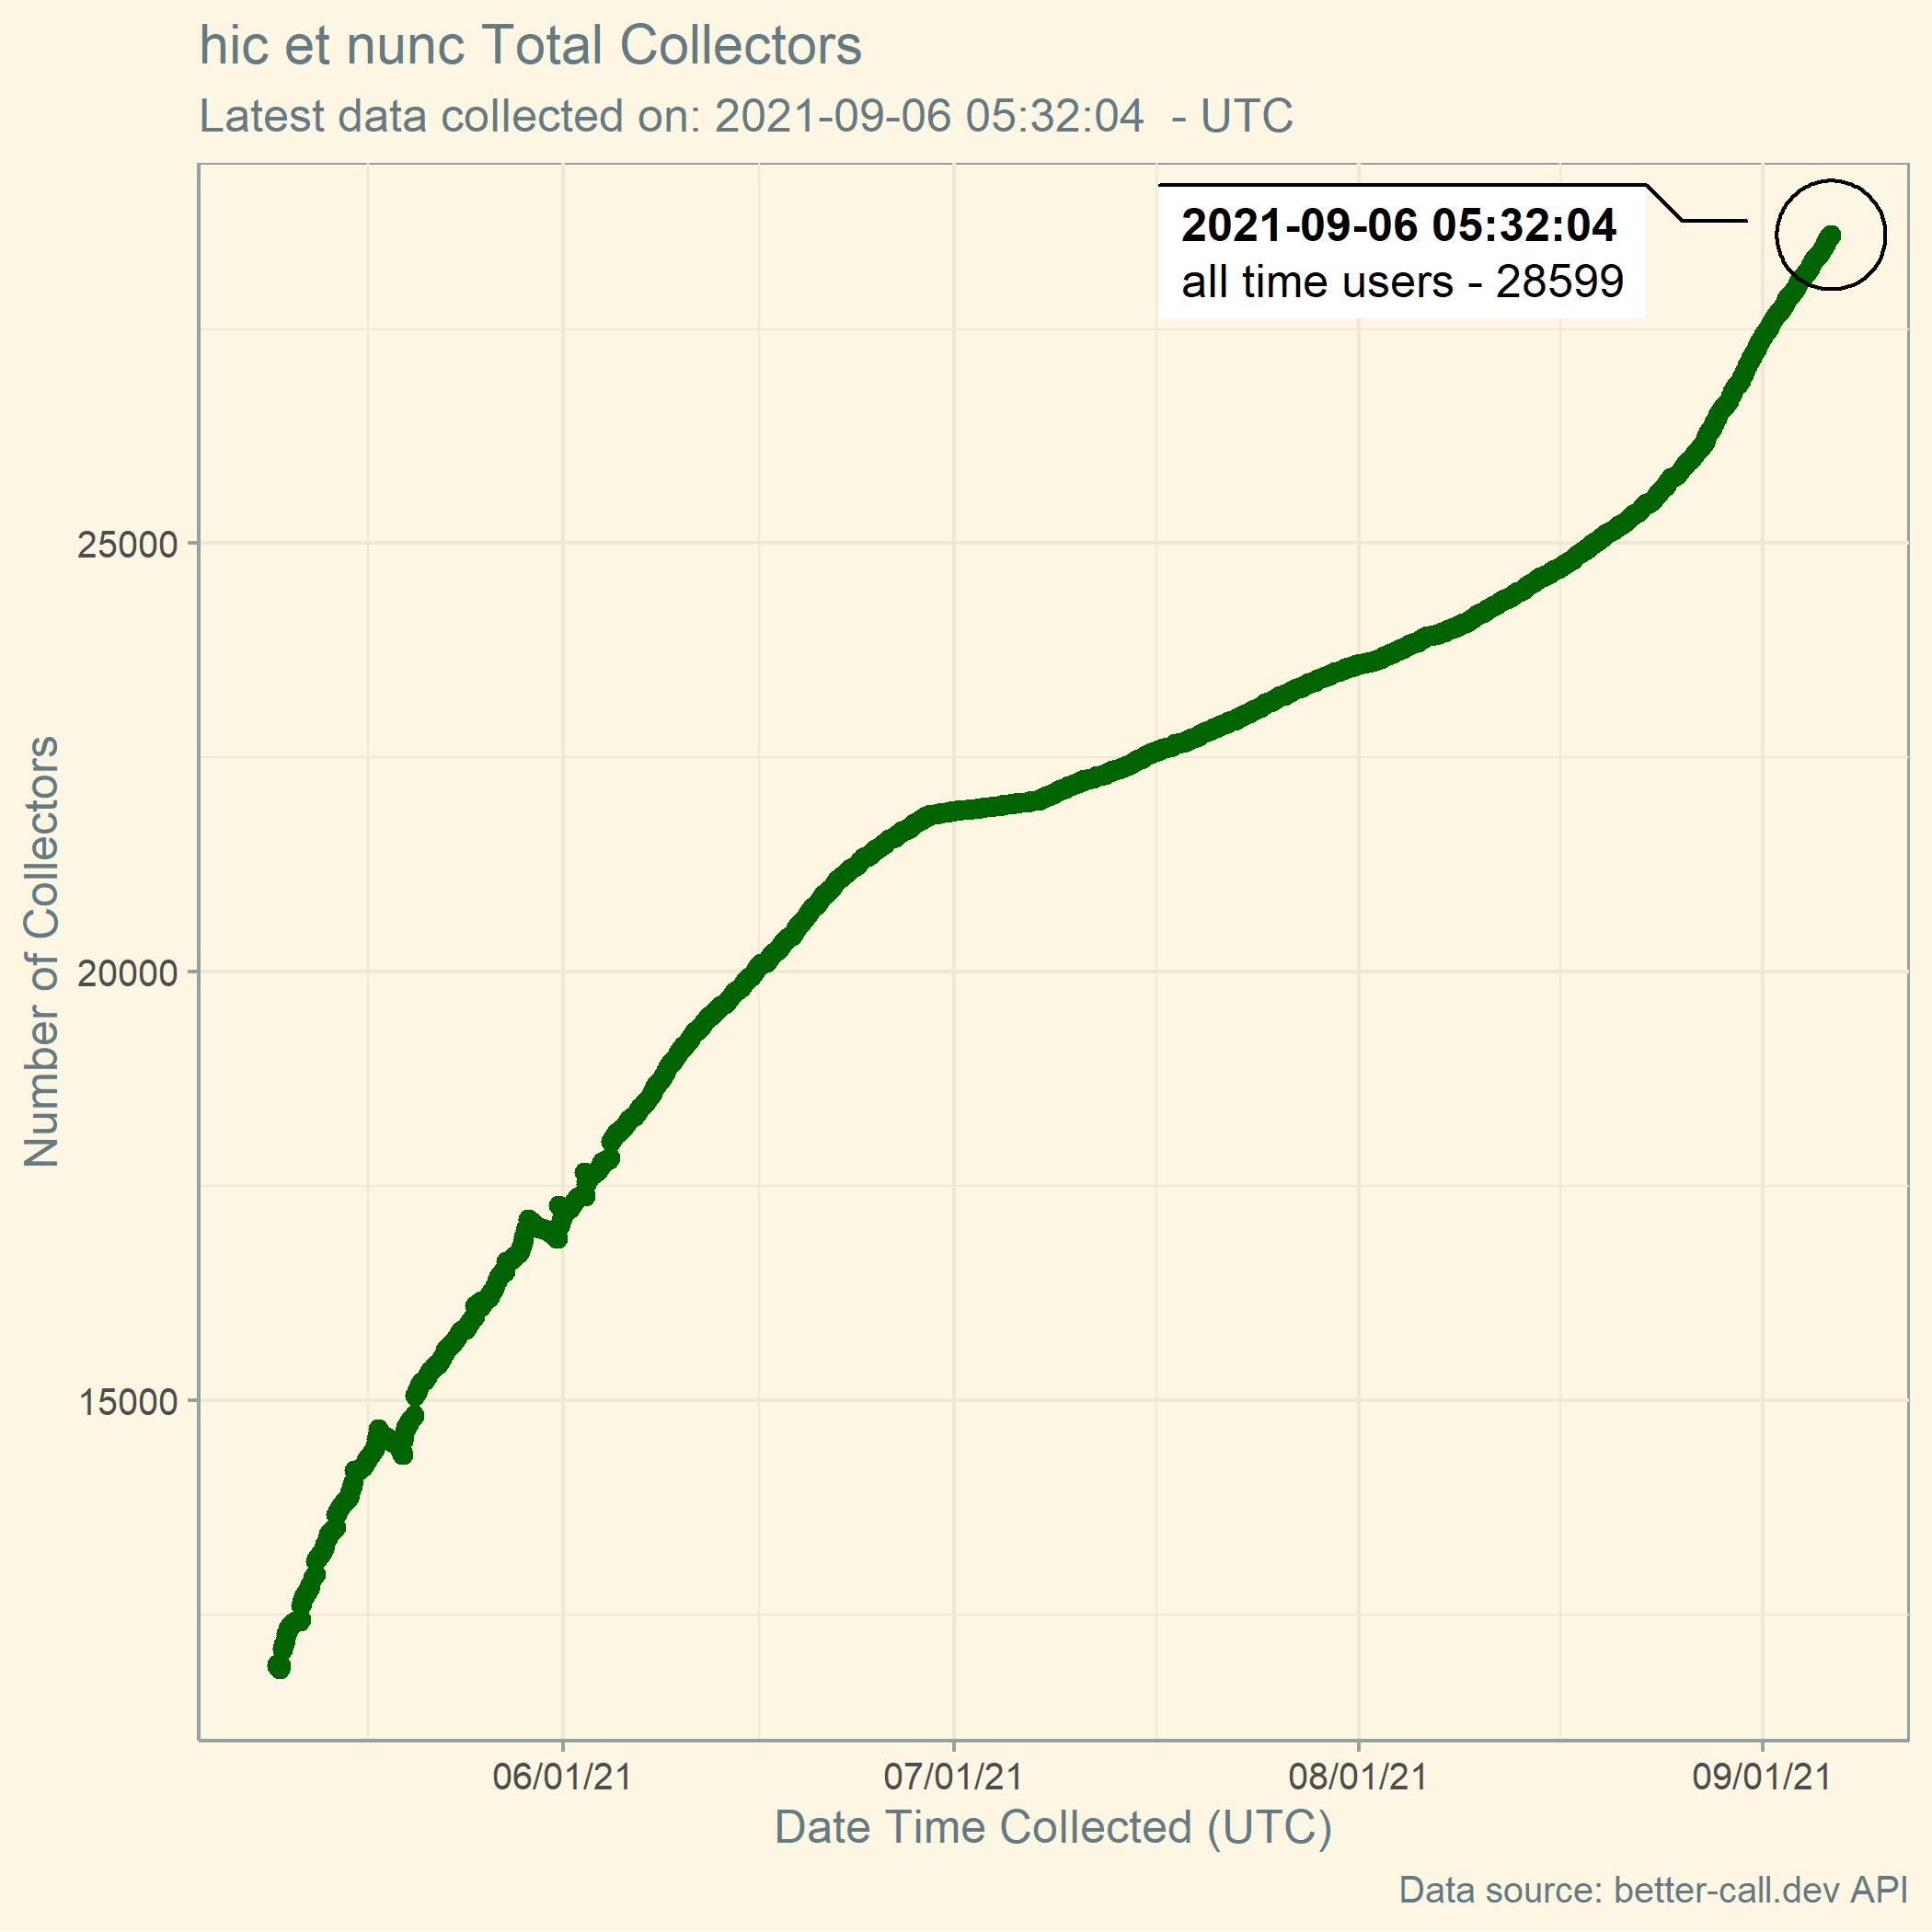 hic et nunc Total Collectors
Latest data collected on: 2021-09-06 05:32:04  - UTC
2021-09-06 05:32:04
all time users - 28599
Number of Collectors
25000
20000
15000
06/01/21
07/01/21
08/01/21
09/01/21
Date Time Collected (UTC)
Data source: better-call.dev API